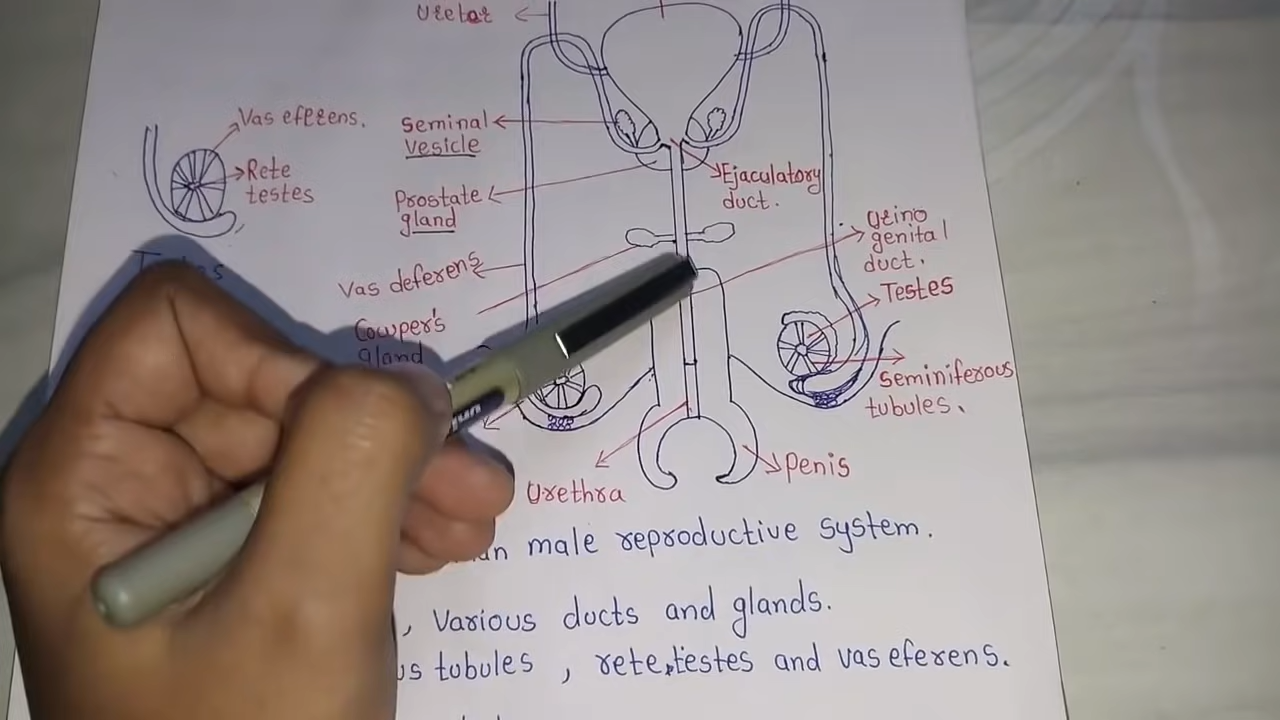 Ureter
Vas efferens.
Rete
testes
Seminal
vesicle
Prostate
gland
Ejaculatory
duct.
Urino
genital
duct.
Vas deferens
Testes
Cowper's
gland
Seminiferous
tubules.
Urethra
Penis
male reproductive system.
, Various ducts and glands.
tubules , rete testes and vas eferens.